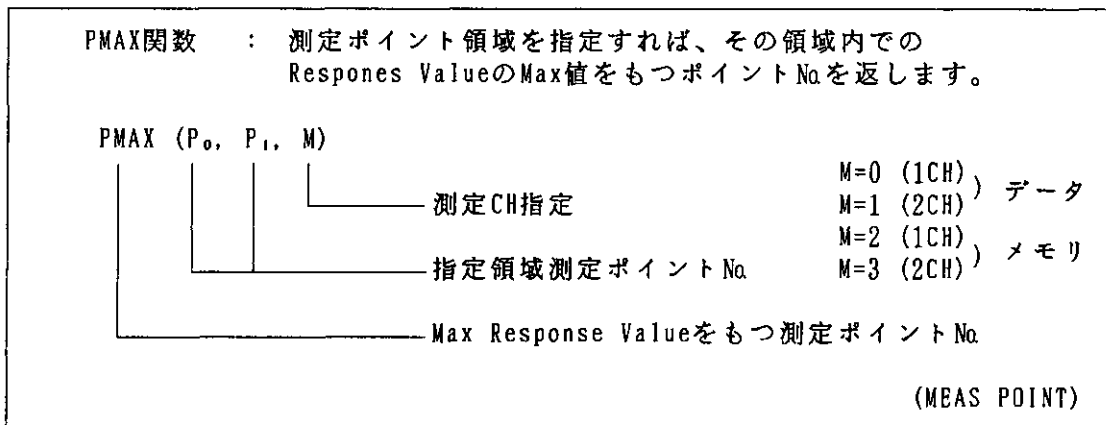 PMAX関数 : 測定ポイント領域を指定すれば、その領域内での
Respones ValueのMax値をもつポイント№を返します。
PMAX (P₀, P₁, M)
測定CH指定
M=0 (1CH)
M=1 (2CH) ) データ
M=2 (1CH)
M=3 (2CH) ) メモリ
指定領域測定ポイント№
Max Response Valueをもつ測定ポイント№
(MEAS POINT)